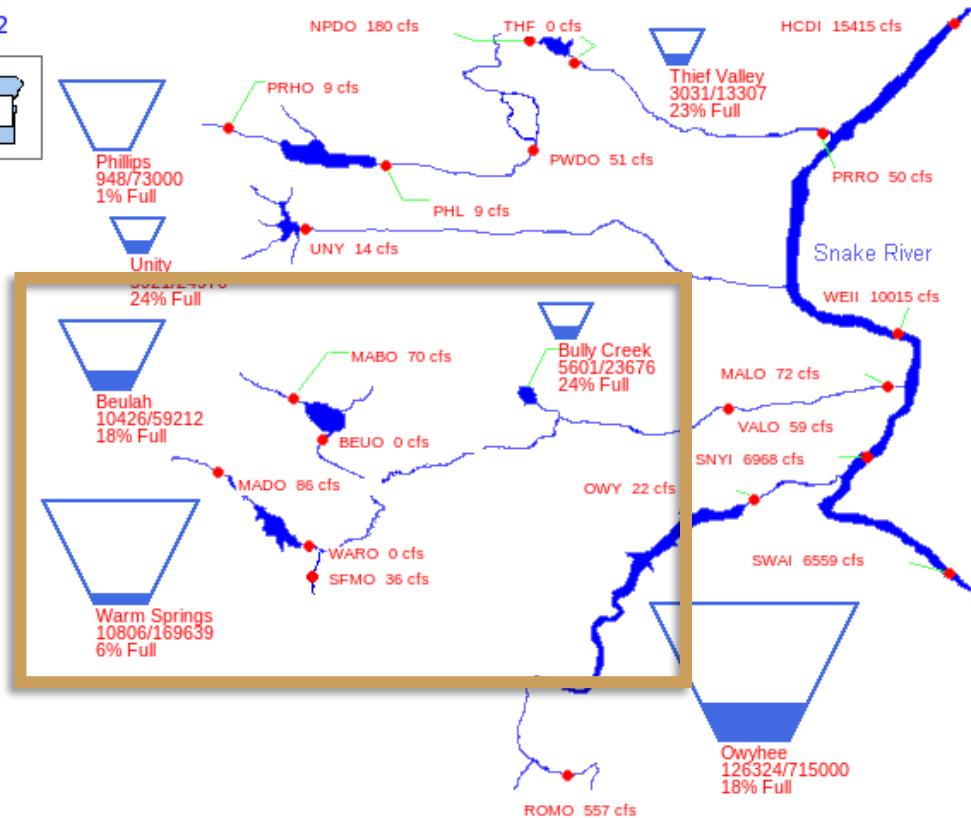 2
NPDO 180 cfs
THF 0 cfs
HCDI 15415 cfs
PRHO 9 cfs
Thief Valley
3031/13307
23% Full
Phillips
948/73000
1% Full
PWDO 51 cfs
PRRO 50 cfs
PHL 9 cfs
UNY 14 cfs
Snake River
Unity
24% Full
WEII 10015 cfs
MABO 70 cfs
Bully Creek
5601/23676
24% Full
MALO 72 cfs
Beulah
10426/59212
18% Full
VALO 59 cfs
BEUO 0 cfs
SNYI 6968 cfs
MADO 86 cfs
OWY 22 cfs
WARO 0 cfs
SWAI 6559 cfs
SFMO 36 cfs
Warm Springs
10806/169639
6% Full
Owyhee
126324/715000
18% Full
ROMO 557 cfs